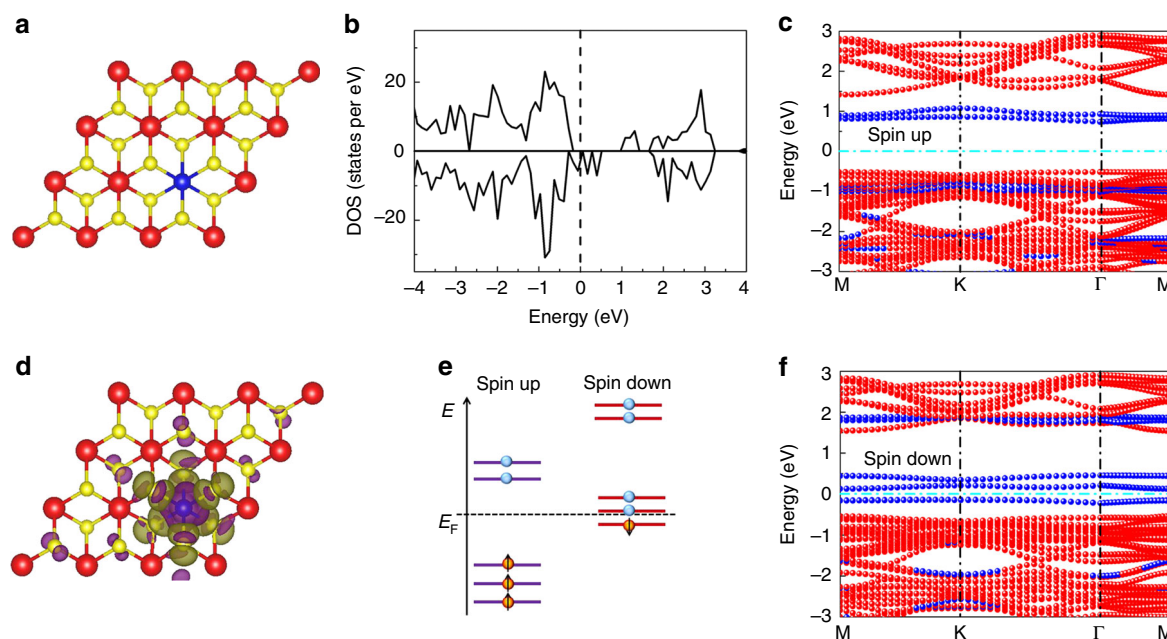 a
b
DOS (states per eV)
20
0
–20
–4
–3
–2
–1
0
1
2
3
4
Energy (eV)
c
Energy (eV)
3
2
1
0
–1
–2
–3
Spin up
M
K
Γ
M
d
e
Spin up
Spin down
E
EF
f
Energy (eV)
3
2
1
0
–1
–2
–3
Spin down
M
K
Γ
M